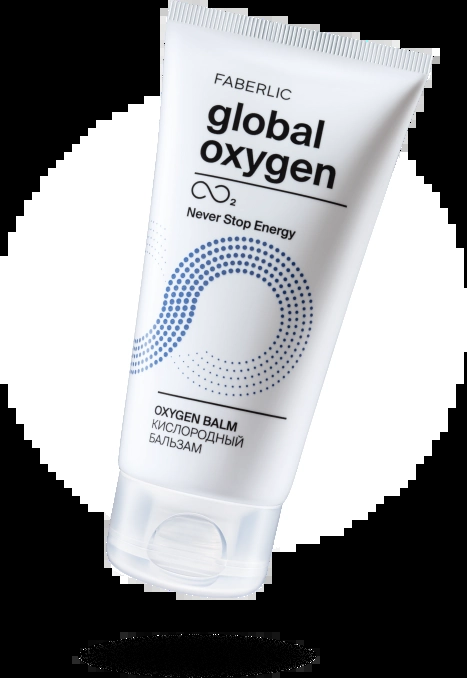 FABERLIC
global
oxygen
∞₂
Never Stop Energy
OXYGEN BALM
КИСЛОРОДНЫЙ
БАЛЬЗАМ